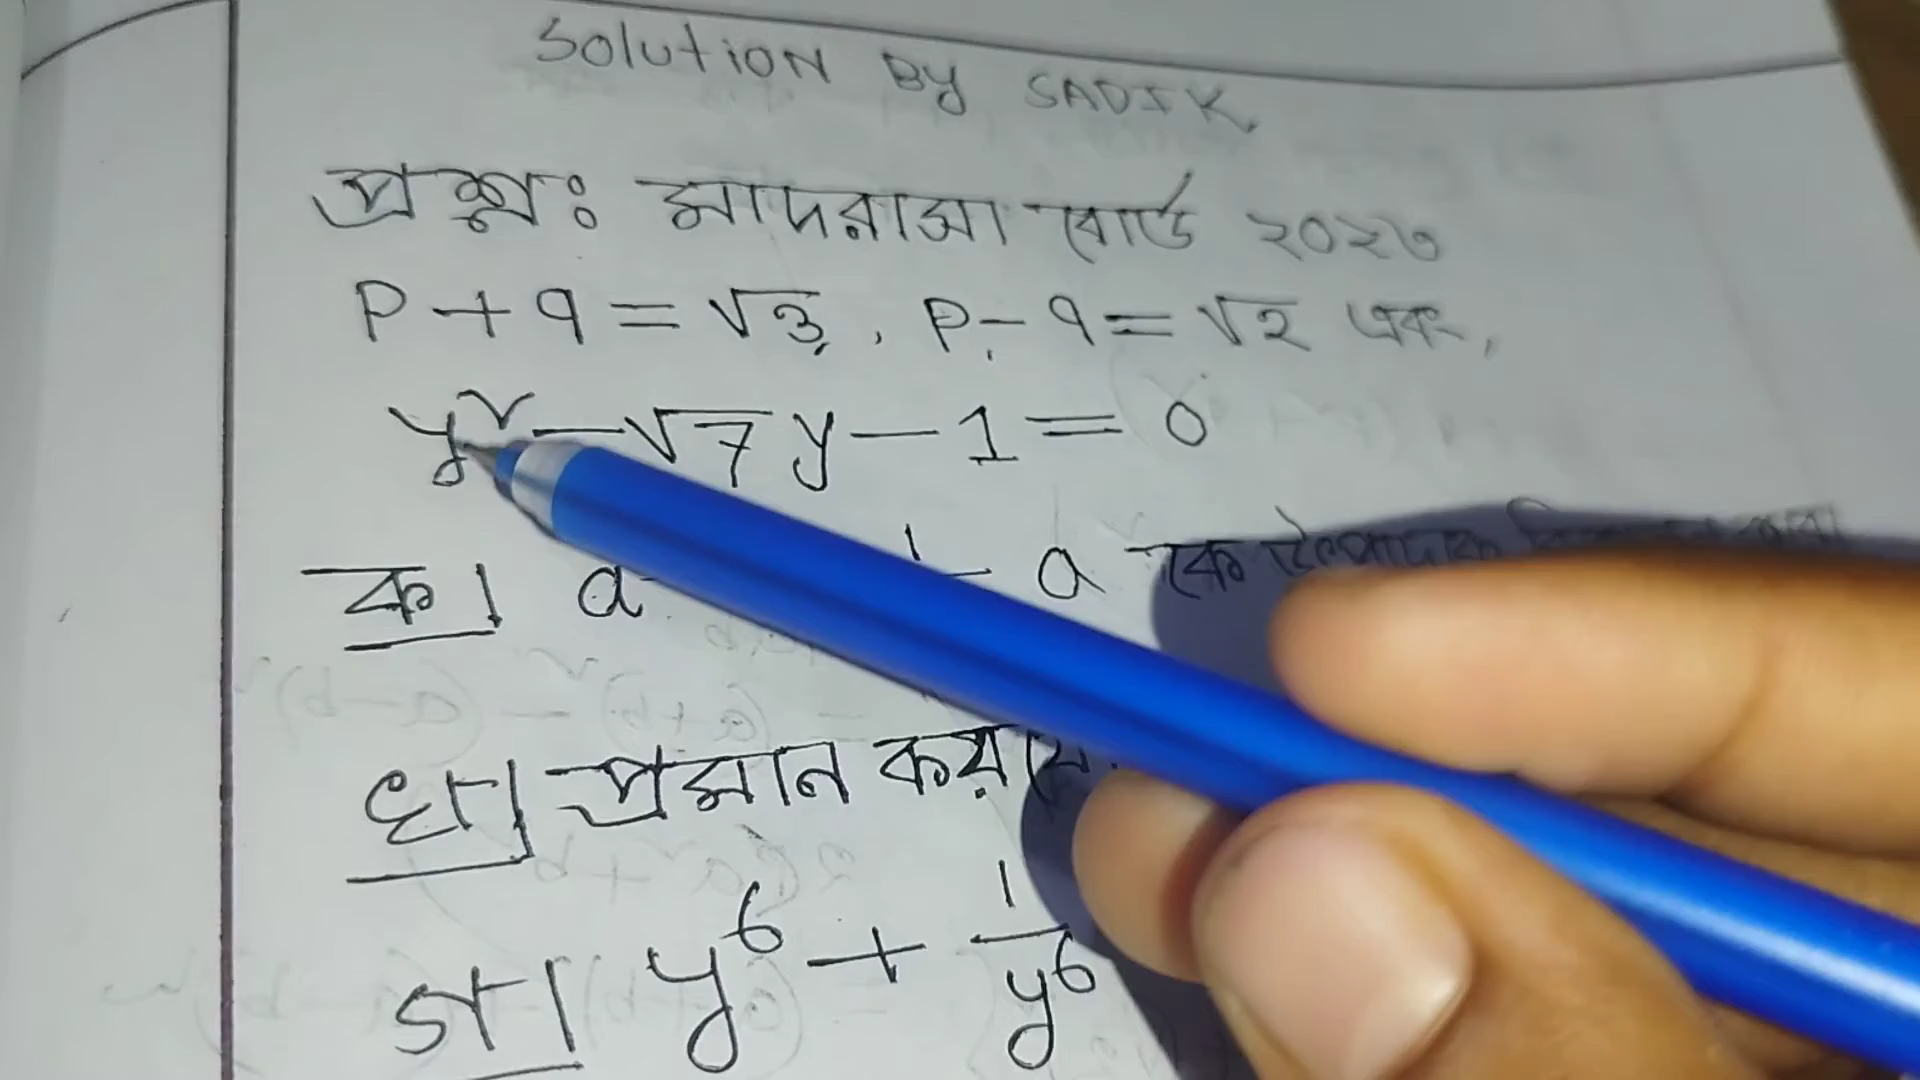 Solution By SADIK
প্রশ্নঃ মাদরাসা বোর্ড ২০২৩
P + q = √3, P - q = √2 এবং,
y² - √7 y - 1 = 0
ক। a - a কে
খ। প্রমান কর যে
গ। y⁶ + 1/y⁶